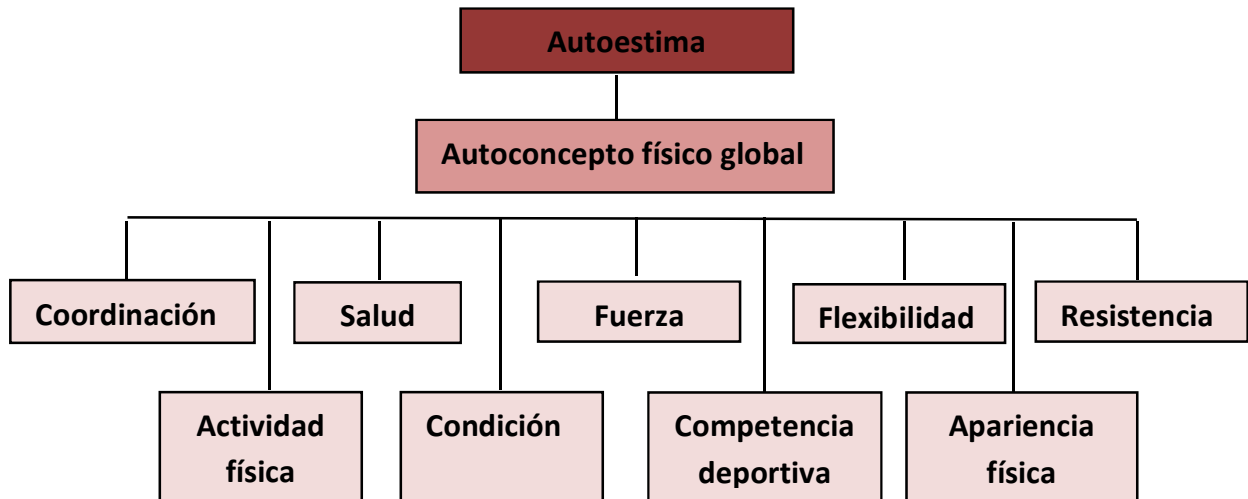 Autoestima
Autoconcepto físico global
Coordinación
Salud
Fuerza
Flexibilidad
Resistencia
Actividad
física
Condición
Competencia
deportiva
Apariencia
física